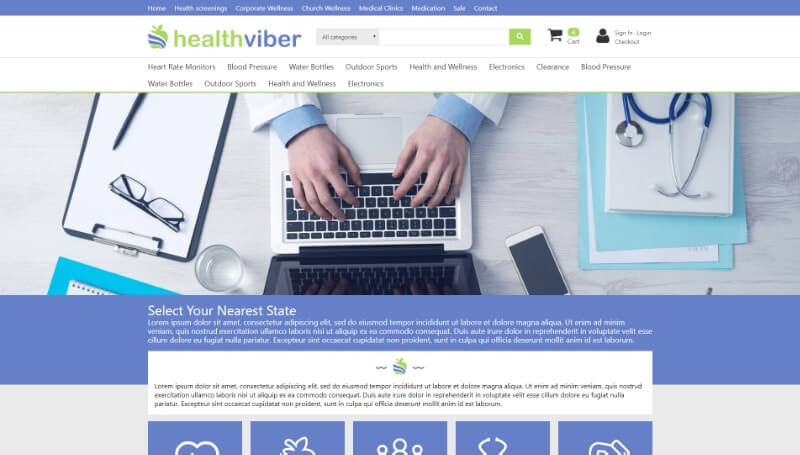 Home Health screenings Corporate Wellness Church Wellness Medical Clinics Medication Sale Contact
healthviber
All categories
Cart
Sign In Login
Checkout
Heart Rate Monitors Blood Pressure Water Bottles Outdoor Sports Health and Wellness Electronics Clearance Blood Pressure
Water Bottles Outdoor Sports Health and Wellness Electronics
Select Your Nearest State
Lorem ipsum dolor sit amet, consectetur adipiscing elit, sed do eiusmod tempor incididunt ut labore et dolore magna aliqua. Ut enim ad minim
veniam, quis nostrud exercitation ullamco laboris nisi ut aliquip ex ea commodo consequat. Duis aute irure dolor in reprehenderit in voluptate velit esse
cillum dolore eu fugiat nulla pariatur. Excepteur sint occaecat cupidatat non proident, sunt in culpa qui officia deserunt mollit anim id est laborum.
Lorem ipsum dolor sit amet, consectetur adipiscing elit, sed do eiusmod tempor incididunt ut labore et dolore magna aliqua. Ut enim ad minim veniam, quis nostrud
exercitation ullamco laboris nisi ut aliquip ex ea commodo consequat. Duis aute irure dolor in reprehenderit in voluptate velit esse cillum dolore eu fugiat nulla
pariatur. Excepteur sint occaecat cupidatat non proident, sunt in culpa qui officia deserunt mollit anim id est laborum.